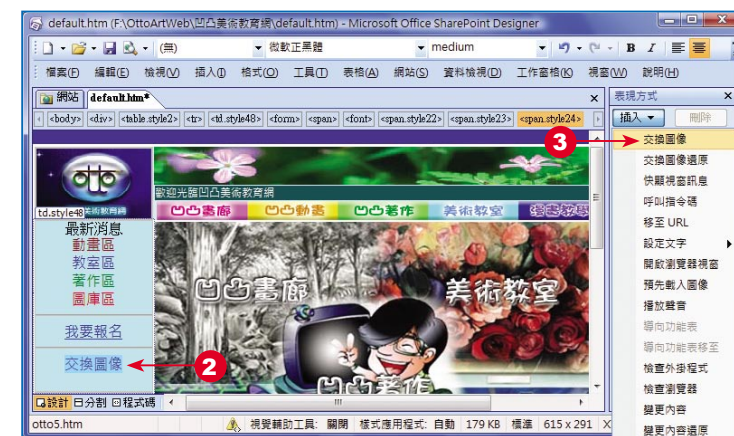 default.htm (F:\OttoArtWeb\凹凸美術教育網\default.htm) - Microsoft Office SharePoint Designer
(無) 微軟正黑體 medium B I
檔案(F) 編輯(E) 檢視(V) 插入(I) 格式(O) 工具(T) 表格(A) 網站(S) 資料檢視(D) 工作窗格(K) 視窗(W) 說明(H)
網站 default.htm*
<body> <div> <table.style2> <tr> <td.style48> <form> <span> <font> <span.style22> <span.style23> <span.style24>
otto
歡迎光臨凹凸美術教育網
td.style48
凹凸畫廊 凹凸動畫 凹凸著作 美術教室 漫畫教學
最新消息
動畫區
教室區
著作區
圖庫區
我要報名
交換圖像
2
凹凸畫廊
美術教室
凹凸著作
設計 分割 程式碼
otto5.htm 視覺輔助工具: 關閉 樣式應用程式: 自動 179 KB 標準 615 x 291
表現方式
插入 刪除
3
交換圖像
交換圖像還原
快顯視窗訊息
呼叫指令碼
移至 URL
設定文字
開啟瀏覽器視窗
預先載入圖像
播放聲音
導向功能表
導向功能表移至
檢查外掛程式
檢查瀏覽器
變更內容
變更內容還原